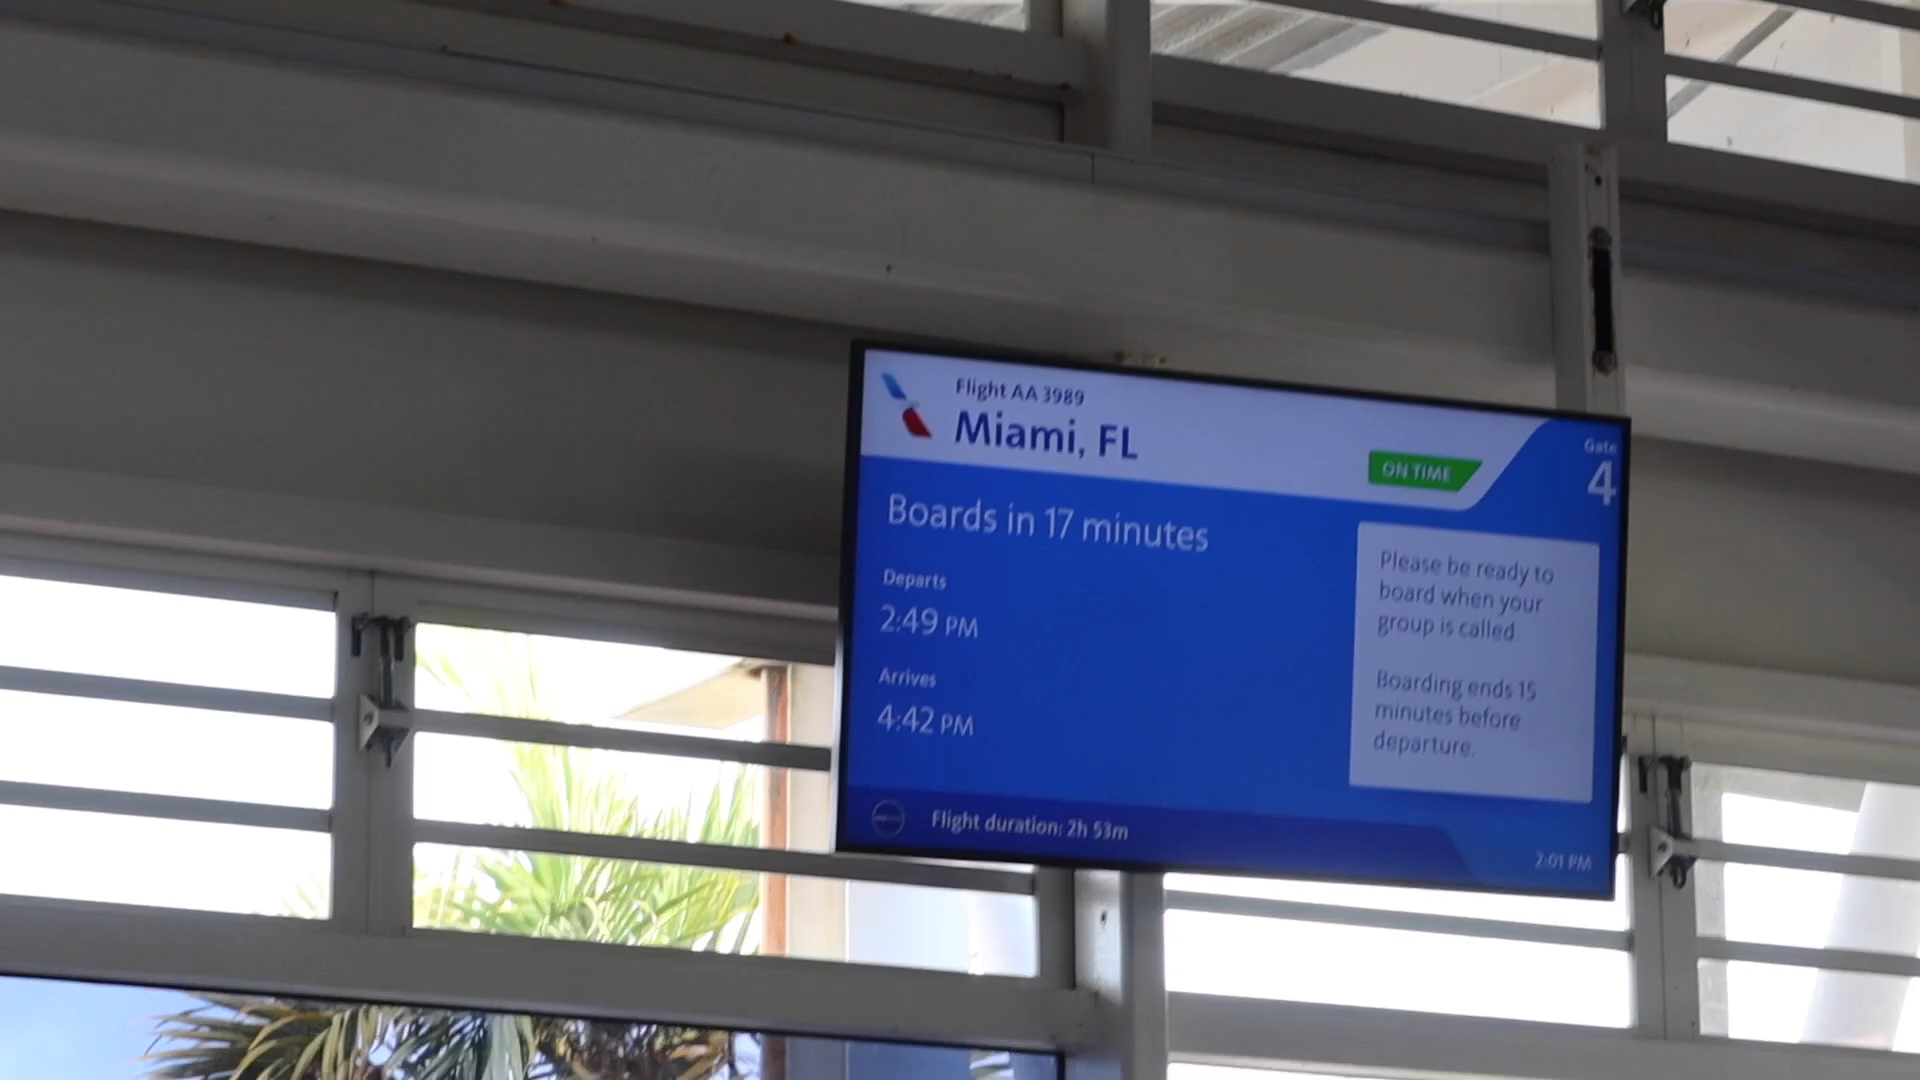 Flight AA 3989
Miami, FL
ON TIME
Gate
4
Boards in 17 minutes
Departs
2:49 PM
Arrives
4:42 PM
Please be ready to
board when your
group is called
Boarding ends 15
minutes before
departure.
Flight duration: 2h 53m
2:01 PM